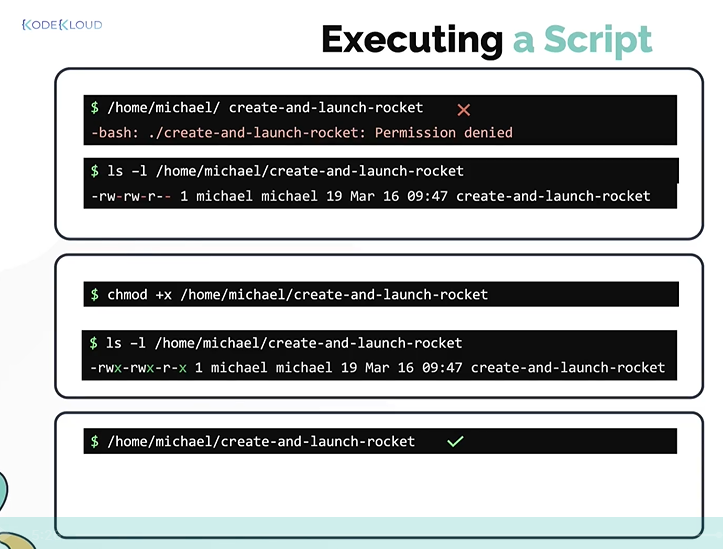 KODEKLOUD
Executing a Script
$ /home/michael/ create-and-launch-rocket
-bash: ./create-and-launch-rocket: Permission denied
$ ls –l /home/michael/create-and-launch-rocket
-rw-rw-r-- 1 michael michael 19 Mar 16 09:47 create-and-launch-rocket
$ chmod +x /home/michael/create-and-launch-rocket
$ ls –l /home/michael/create-and-launch-rocket
-rwx-rwx-r-x 1 michael michael 19 Mar 16 09:47 create-and-launch-rocket
$ /home/michael/create-and-launch-rocket